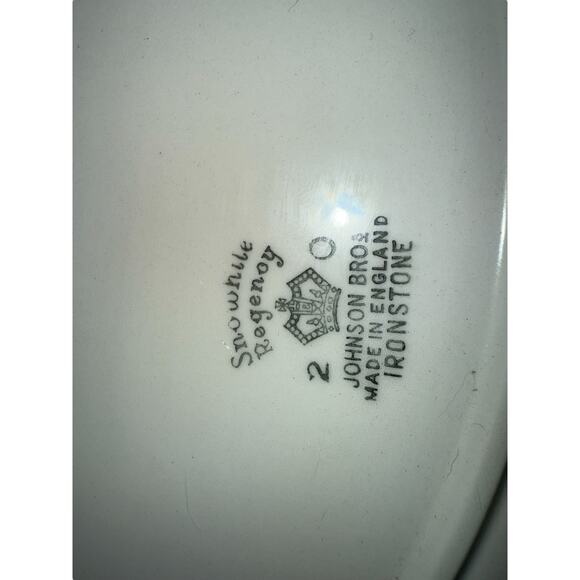 Snowhite
Regency
2
O
JOHNSON BROS
MADE IN ENGLAND
IRONSTONE